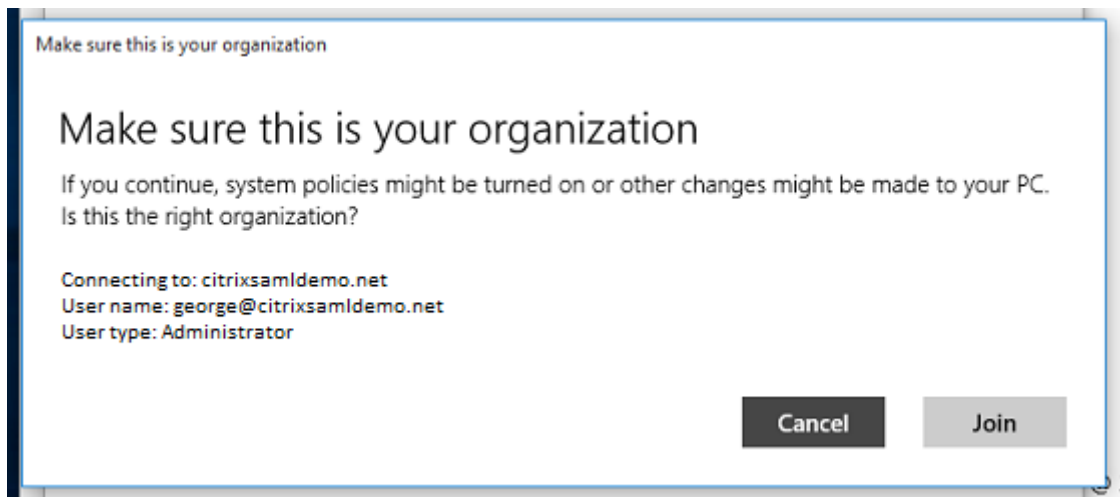 Make sure this is your organization
Make sure this is your organization
If you continue, system policies might be turned on or other changes might be made to your PC.
Is this the right organization?
Connecting to: citrixsamldemo.net
User name: george@citrixsamldemo.net
User type: Administrator
Cancel
Join